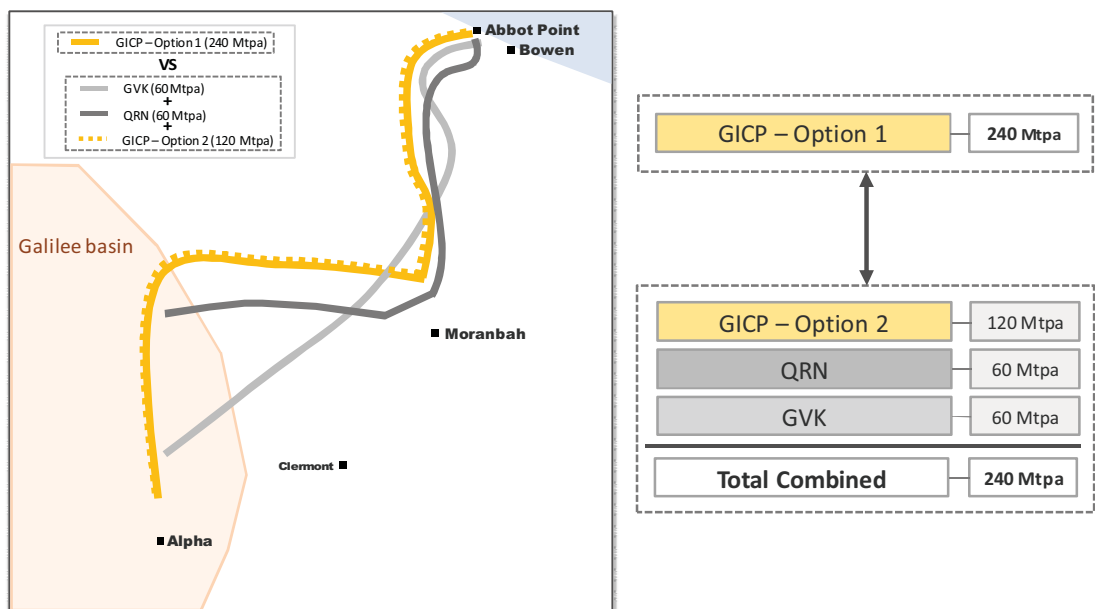 GICP – Option 1 (240 Mtpa)
VS
GVK (60Mtpa)
+
QRN (60 Mtpa)
+
GICP – Option 2 (120 Mtpa)
Abbot Point
Bowen
Galilee basin
Moranbah
Clermont
Alpha
GICP – Option 1
240 Mtpa
GICP – Option 2
120 Mtpa
QRN
60 Mtpa
GVK
60 Mtpa
Total Combined
240 Mtpa